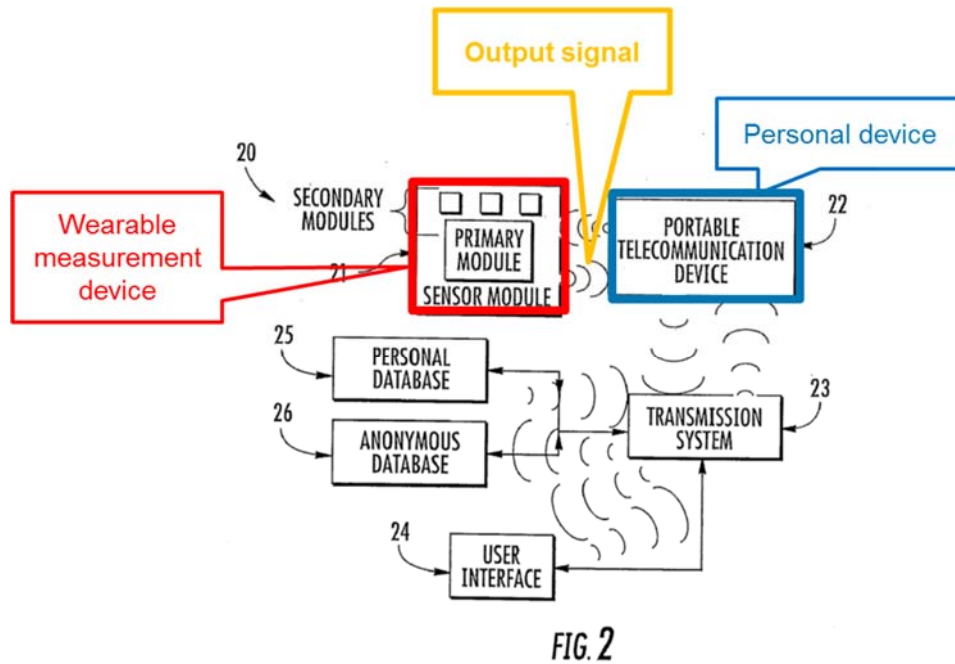 Output signal
Personal device
20
SECONDARY
MODULES
Wearable
measurement
device
21
PRIMARY
MODULE
SENSOR MODULE
PORTABLE
TELECOMMUNICATION
DEVICE
22
25
PERSONAL
DATABASE
26
ANONYMOUS
DATABASE
TRANSMISSION
SYSTEM
23
24
USER
INTERFACE
FIG. 2